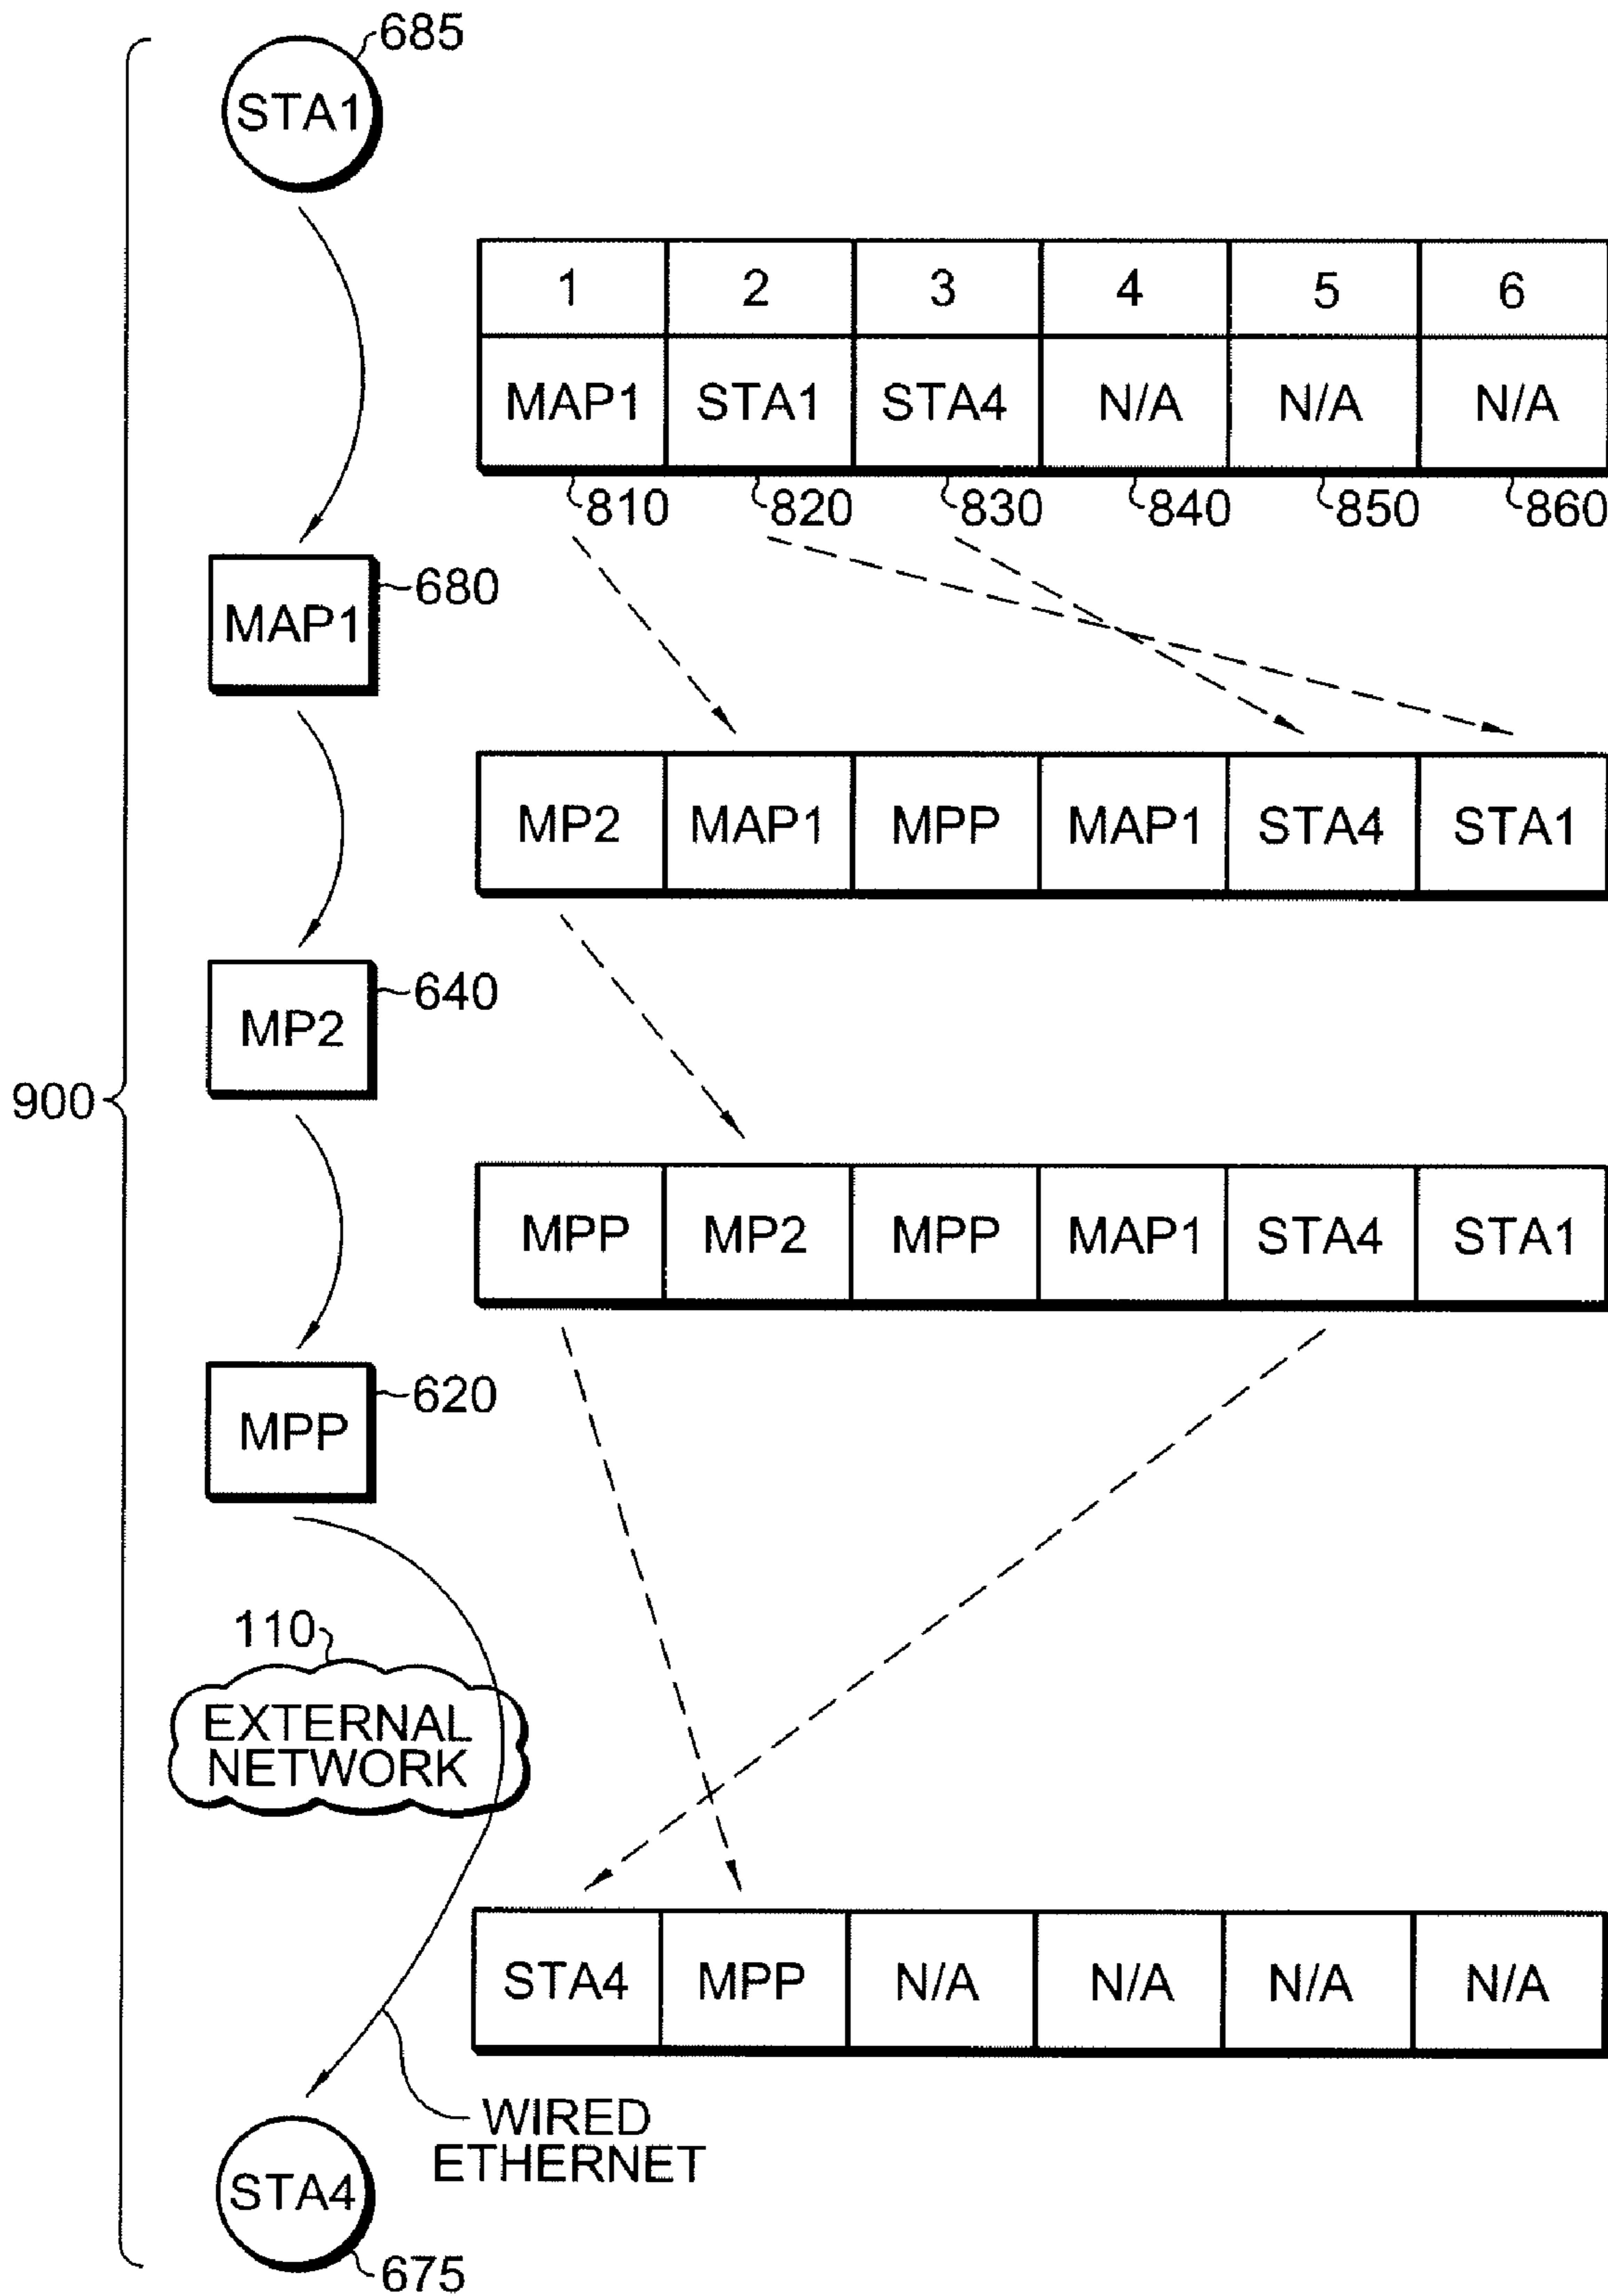 685
STA1
1 2 3 4 5 6
MAP1 STA1 STA4 N/A N/A N/A
810 820 830 840 850 860
680
MAP1
MP2 MAP1 MPP MAP1 STA4 STA1
640
MP2
900
MPP MP2 MPP MAP1 STA4 STA1
620
MPP
110
EXTERNAL
NETWORK
STA4 MPP N/A N/A N/A N/A
WIRED
ETHERNET
STA4
675